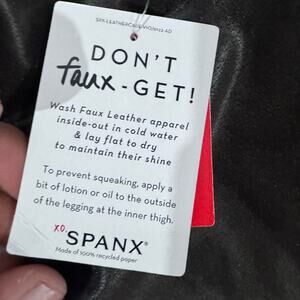 DON'T
faux-GET!
Wash Faux Leather apparel
inside-out in cold water
& lay flat to dry
to maintain their shine
To prevent squeaking, apply a
bit of lotion or oil to the outside
of the legging at the inner thigh.
XO,
SPANX®
Made of 100% recycled paper